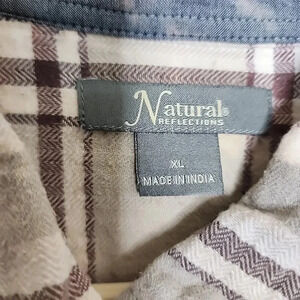 Natural®
REFLECTIONS
XL
MADE IN INDIA